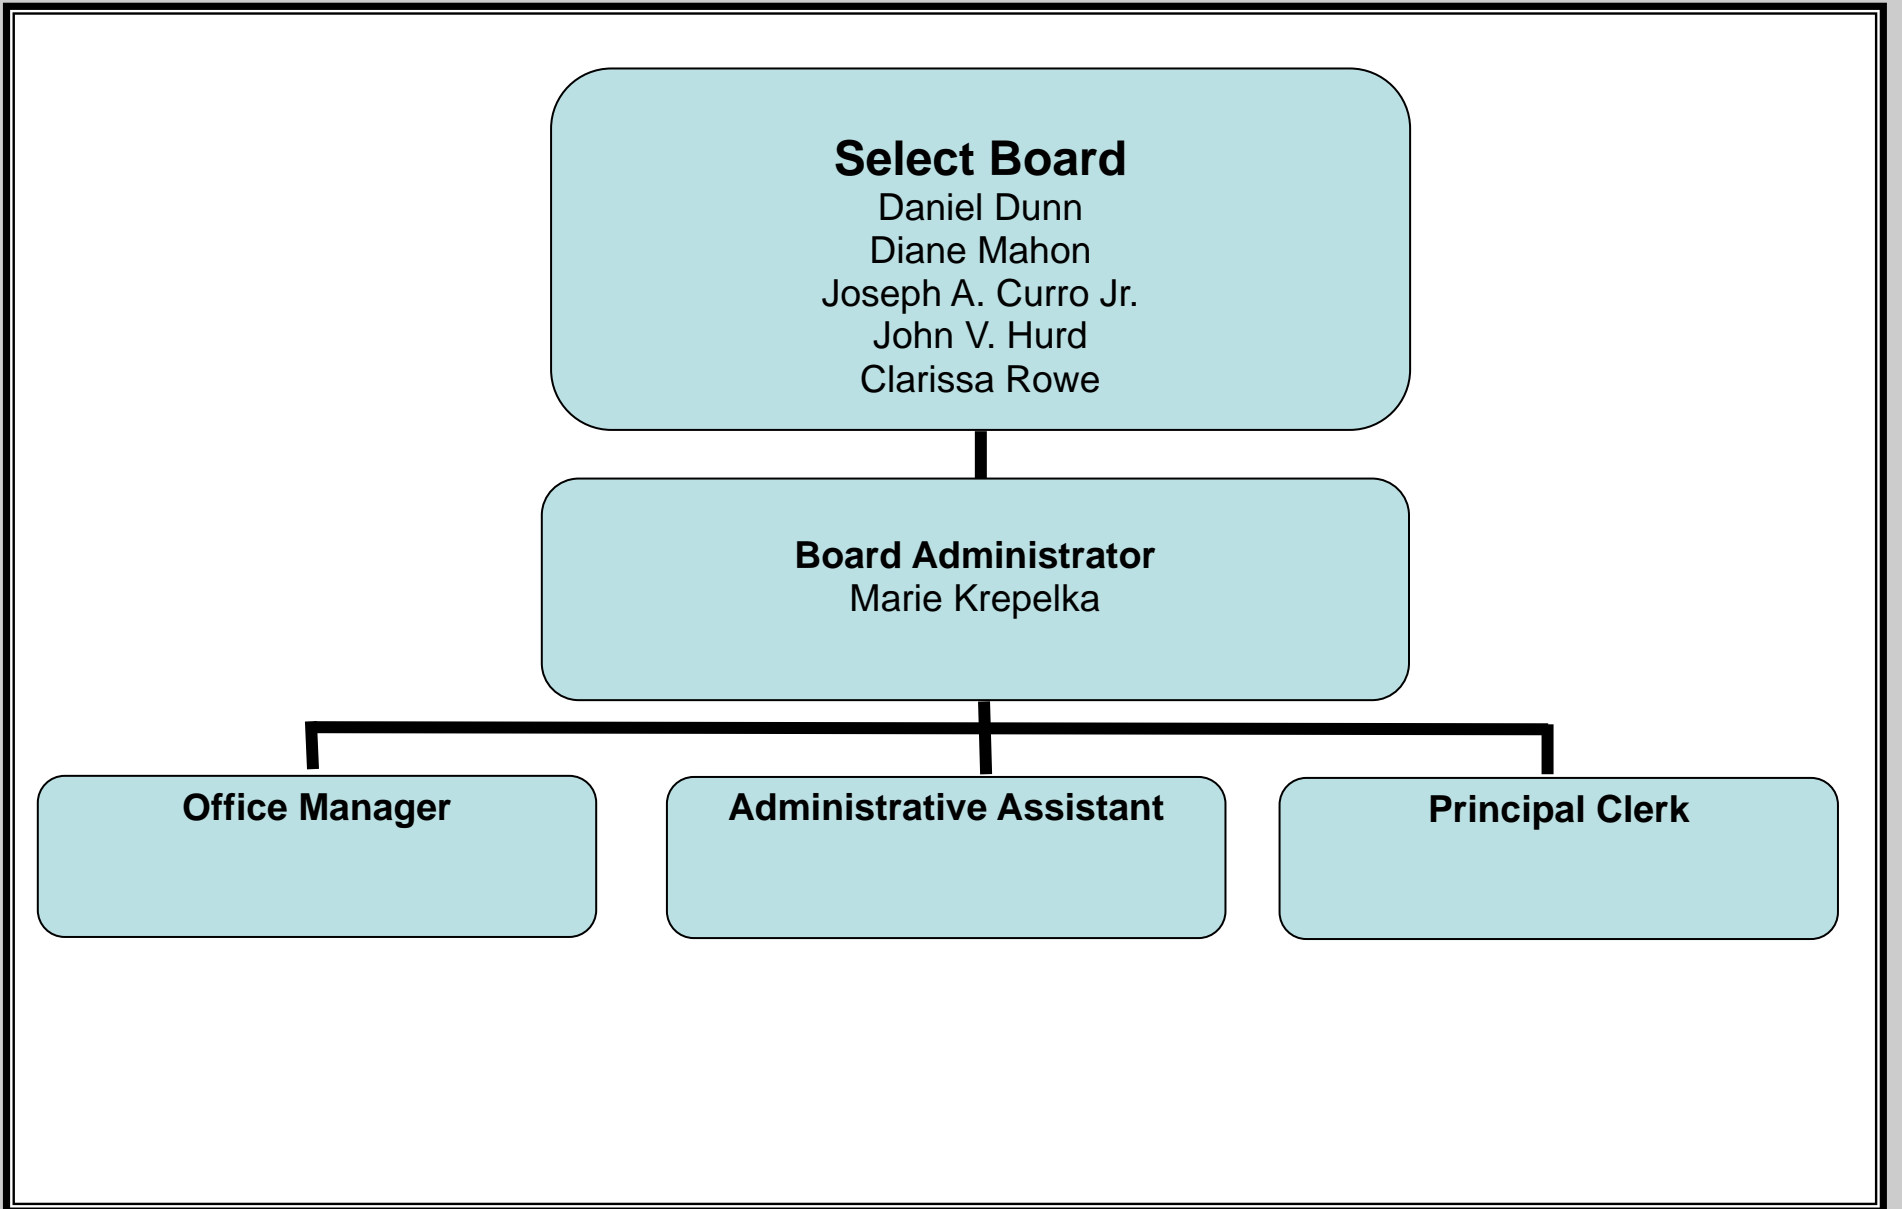 Select Board
Daniel Dunn
Diane Mahon
Joseph A. Curro Jr.
John V. Hurd
Clarissa Rowe
Board Administrator
Marie Krepelka
Office Manager
Administrative Assistant
Principal Clerk